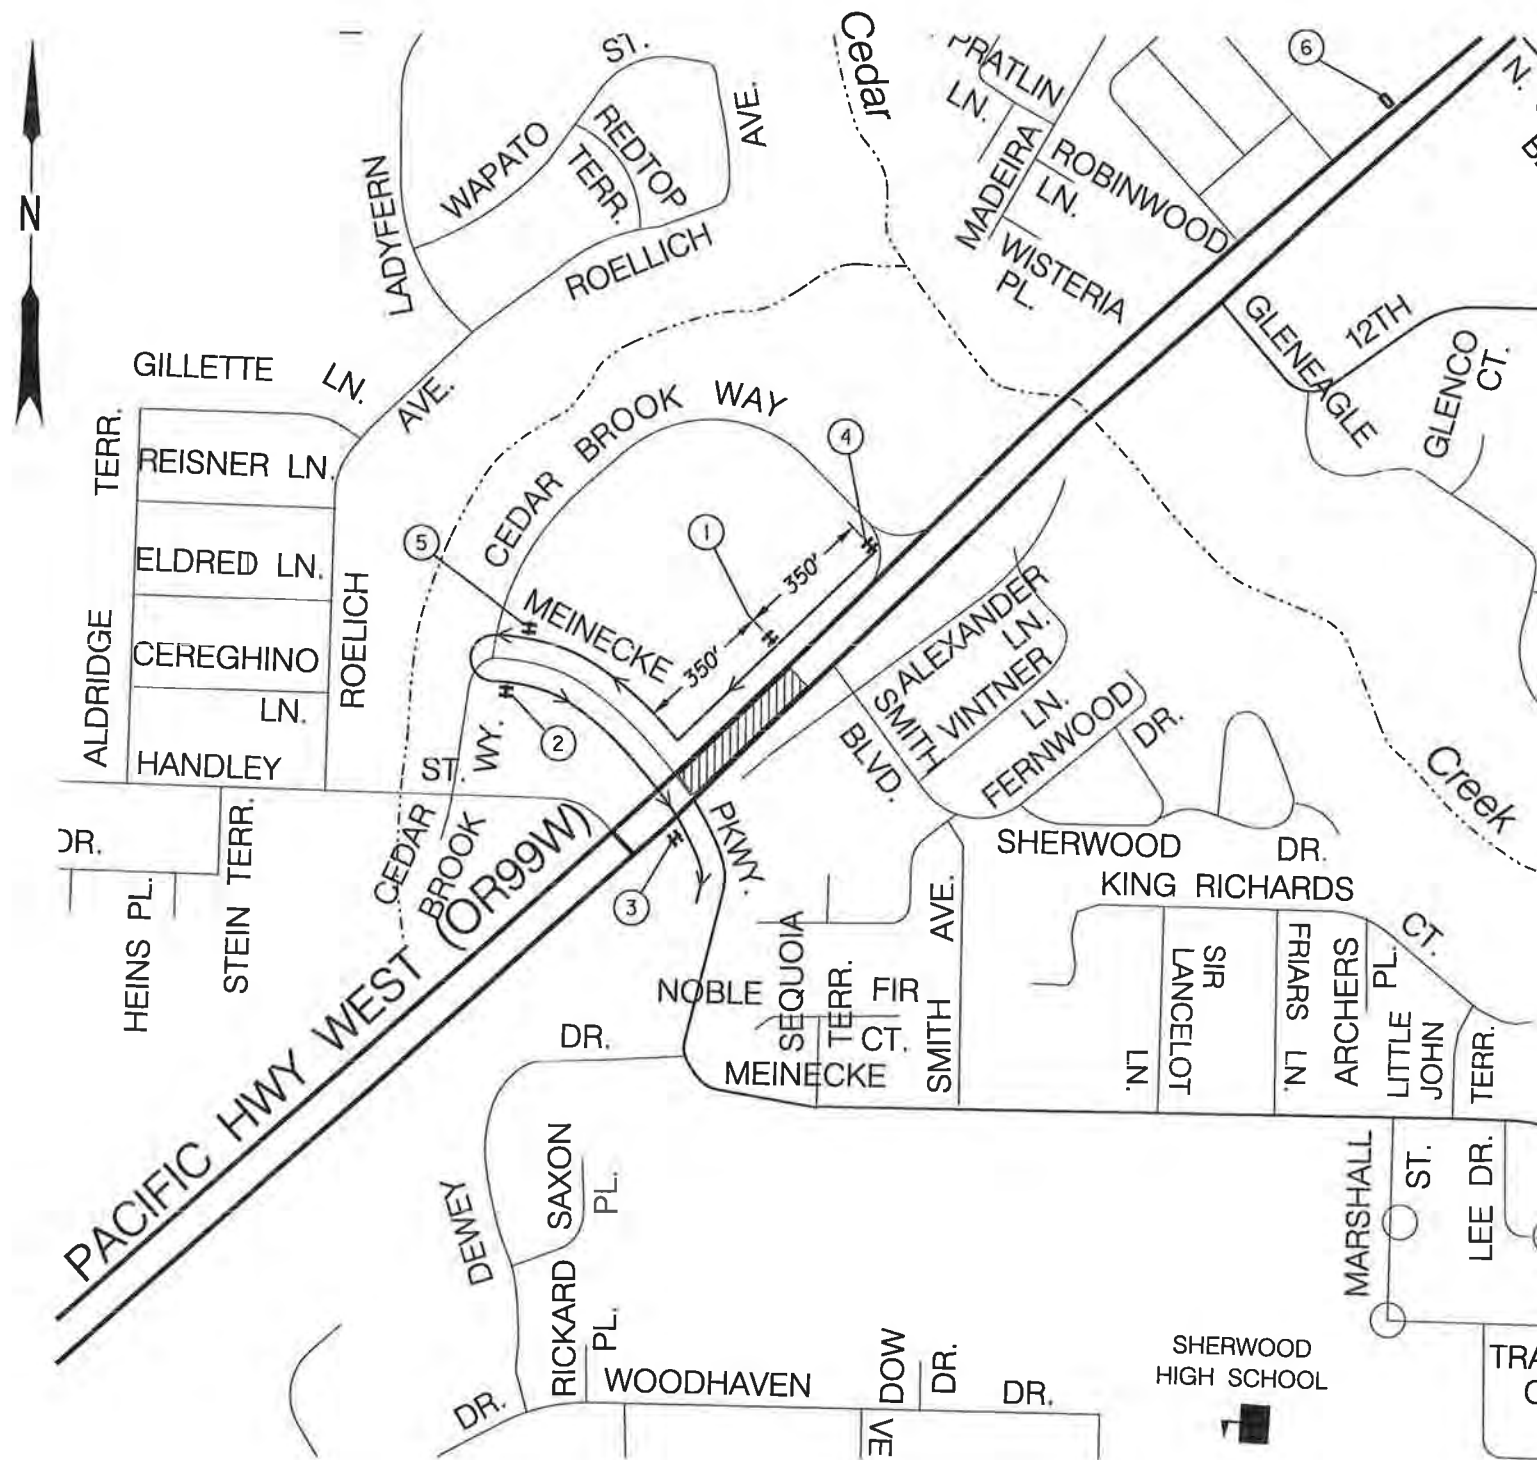 N
ST.
WAPATO
REDTOP
TERR.
AVE.
LADYFERN
ROELLICH
Cedar
PRATLIN
LN.
MADEIRA
ROBINWOOD
LN.
WISTERIA
PL.
6
N.
GLENEAGLE
12TH
GLENCO
CT.
GILLETTE LN.
AVE.
TERR.
REISNER LN.
ELDRED LN.
ALDRIDGE
CEREGHINO
LN.
ROELICH
HANDLEY ST.
CEDAR BROOK WAY
4
1
5
350'
350'
MEINECKE
2
WY.
CEDAR
BROOK
3
PKWY.
ALEXANDER
LN.
SMITH
BLVD.
VINTNER
LN.
FERNWOOD
DR.
Creek
SHERWOOD DR.
KING RICHARDS
CT.
DR.
HEINS PL.
STEIN TERR.
PACIFIC HWY WEST (OR99W)
NOBLE FIR
CT.
SEQUOIA
TERR.
SMITH AVE.
DR.
MEINECKE
SIR
LANCELOT
LN.
FRIARS LN.
ARCHERS
PL.
LITTLE
JOHN
TERR.
DEWEY
SAXON
PL.
RICKARD
PL.
MARSHALL
ST.
LEE DR.
DR.
WOODHAVEN DR.
DOW
DR.
VE
SHERWOOD
HIGH SCHOOL
TRA